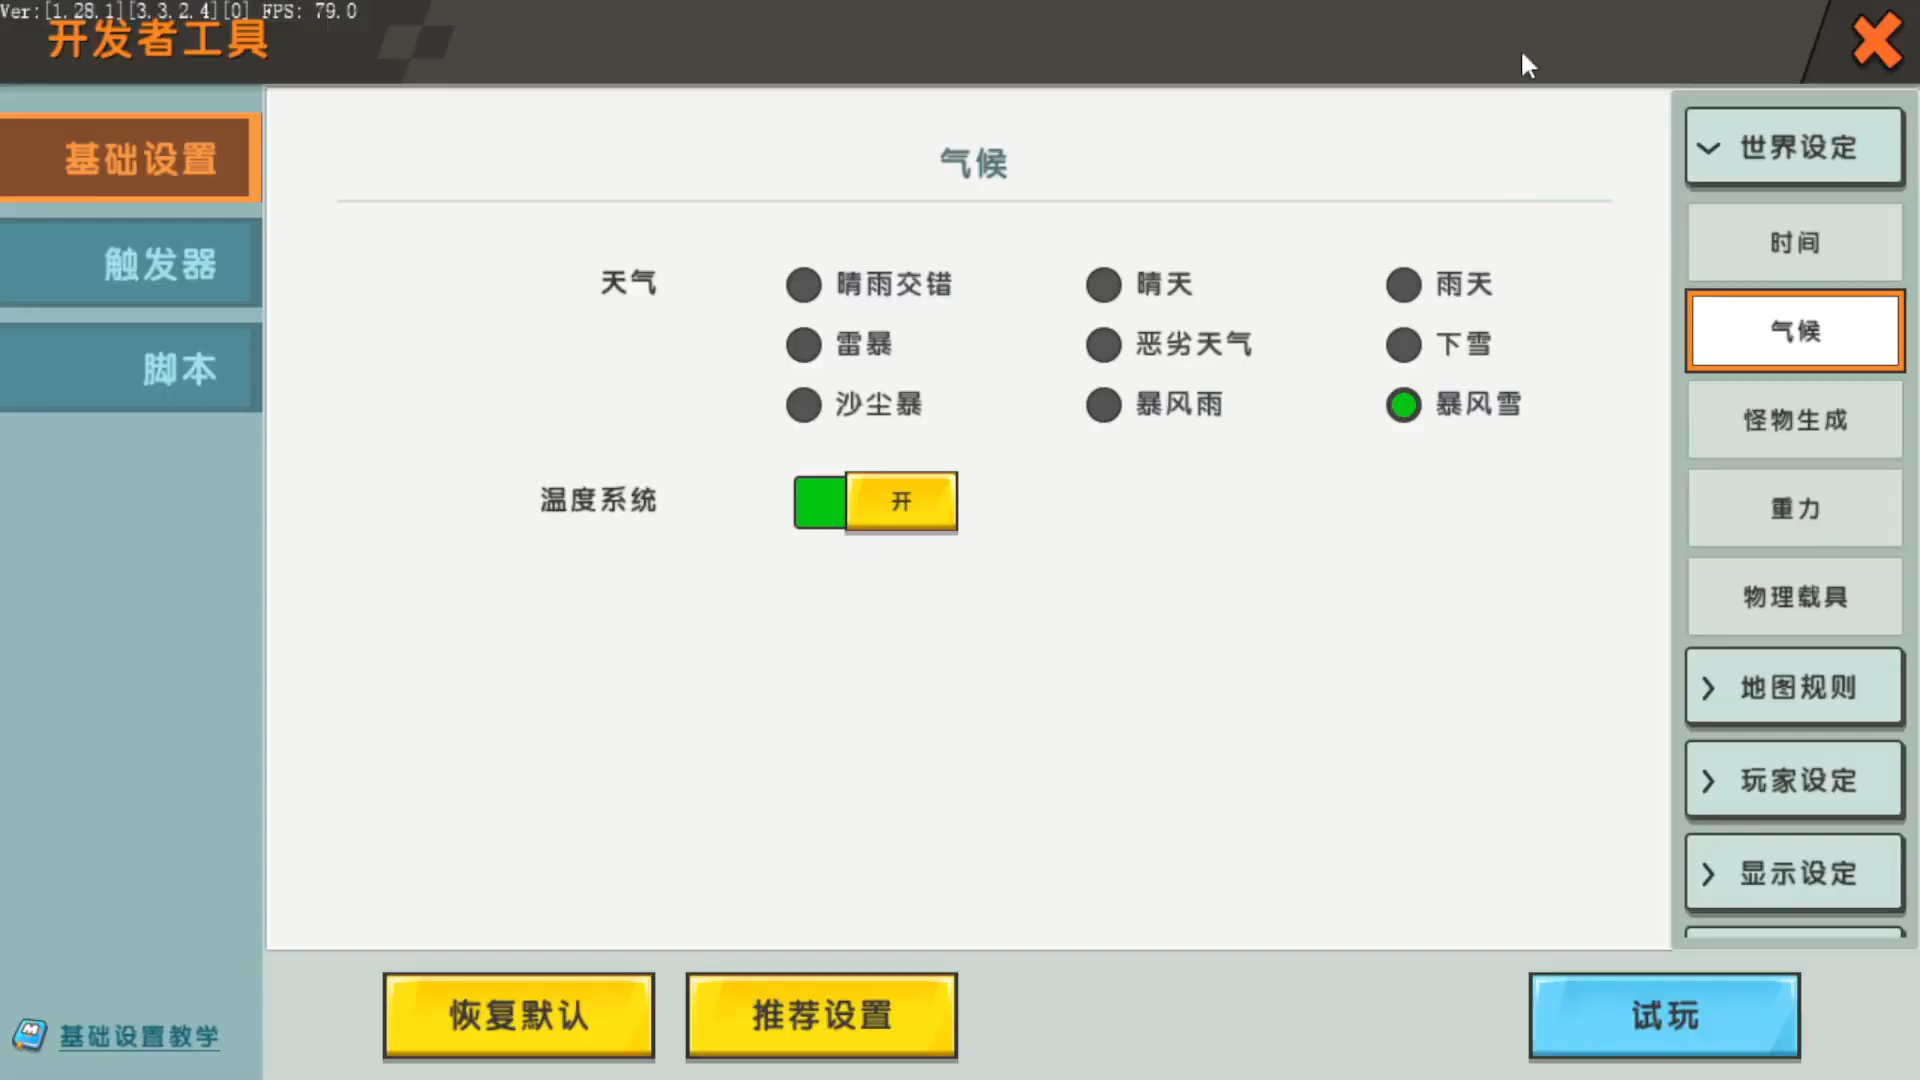 Ver:[1.28.1][3.3.2.4][0] FPS: 79.0
开发者工具
基础设置
触发器
脚本
基础设置教学
气候
天气
晴雨交错
晴天
雨天
雷暴
恶劣天气
下雪
沙尘暴
暴风雨
暴风雪
温度系统
开
恢复默认
推荐设置
试玩
世界设定
时间
气候
怪物生成
重力
物理载具
地图规则
玩家设定
显示设定